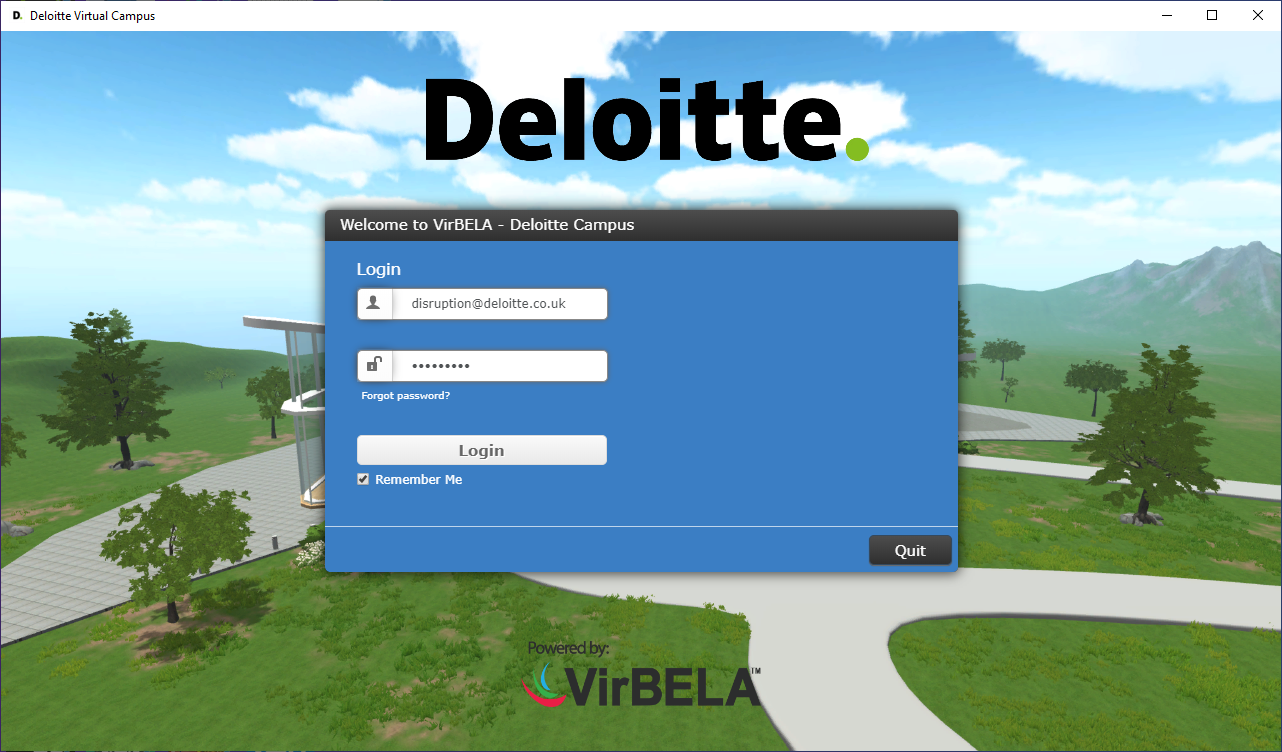 Deloitte Virtual Campus
Deloitte.
Welcome to VirBELA - Deloitte Campus
Login
disruption@deloitte.co.uk
•••••••••
Forgot password?
Login
Remember Me
Quit
Powered by:
VirBELA™